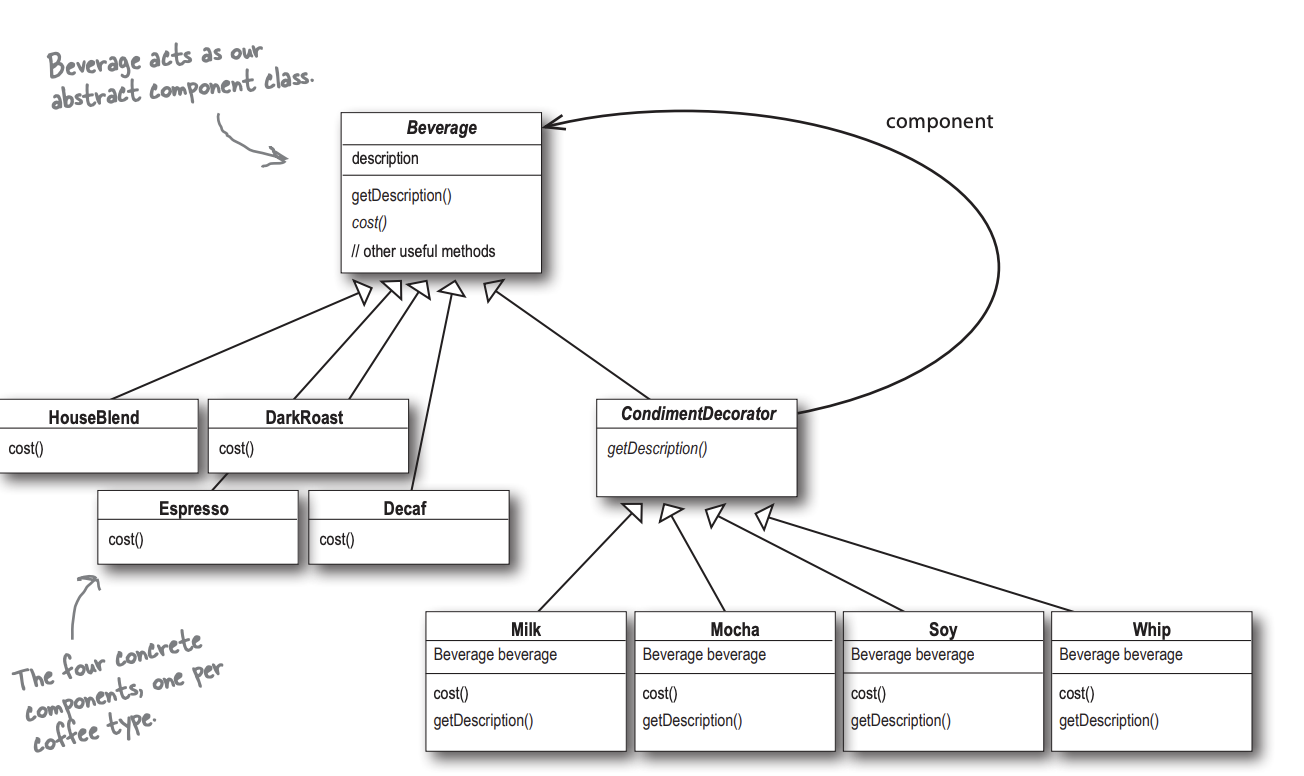 Beverage acts as our
abstract component class.
Beverage
description
getDescription()
cost()
// other useful methods
component
HouseBlend
cost()
DarkRoast
cost()
CondimentDecorator
getDescription()
Espresso
cost()
Decaf
cost()
The four concrete
components, one per
coffee type.
Milk
Beverage beverage
cost()
getDescription()
Mocha
Beverage beverage
cost()
getDescription()
Soy
Beverage beverage
cost()
getDescription()
Whip
Beverage beverage
cost()
getDescription()